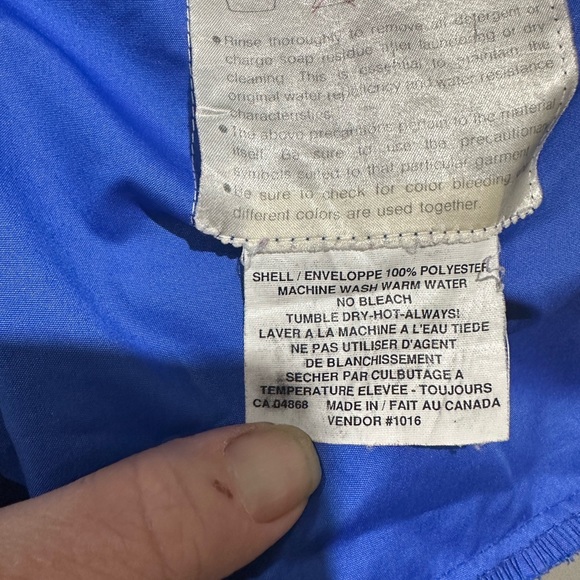 ●Rinse thoroughly to remove all detergent or
charge soap residue after laundering or dry
cleaning. This is essential to maintain the
original water repellency and water resistance
characteristics.
●The above precautions pertain to the material
itself. Be sure to use the precautionary
symbols suited to that particular garment.
●Be sure to check for color bleeding if
different colors are used together.
SHELL / ENVELOPPE 100% POLYESTER
MACHINE WASH WARM WATER
NO BLEACH
TUMBLE DRY-HOT-ALWAYS!
LAVER A LA MACHINE A L'EAU TIEDE
NE PAS UTILISER D'AGENT
DE BLANCHISSEMENT
SÉCHER PAR CULBUTAGE A
TEMPERATURE ELEVÉE - TOUJOURS
CA 04868 MADE IN / FAIT AU CANADA
VENDOR #1016